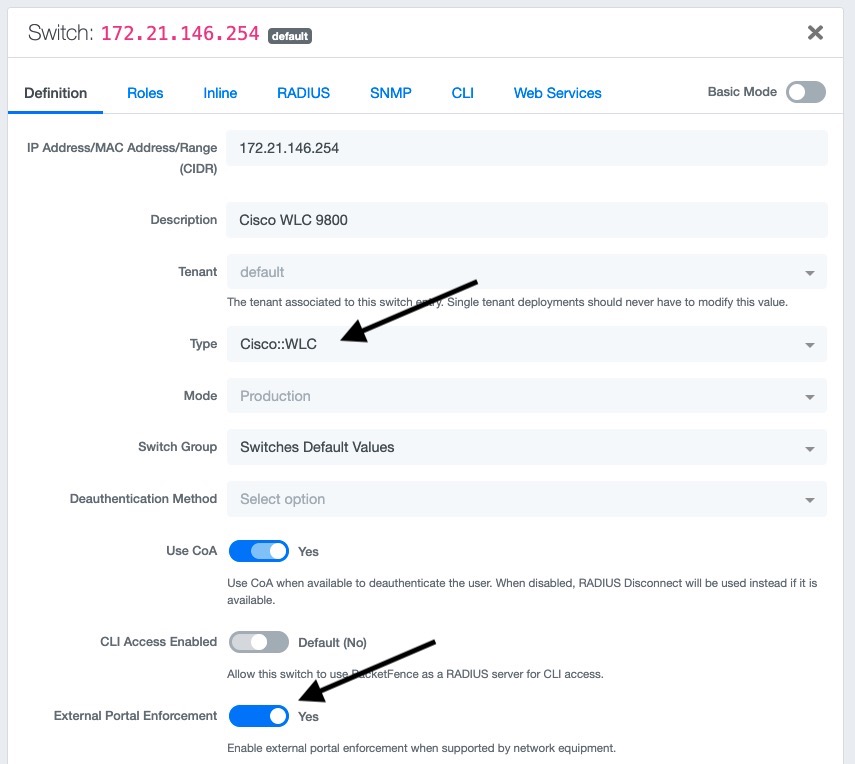 Switch: 172.21.146.254 default
Definition Roles Inline RADIUS SNMP CLI Web Services Basic Mode
IP Address/MAC Address/Range 172.21.146.254
(CIDR)
Description Cisco WLC 9800
Tenant default
The tenant associated to this switch entry. Single tenant deployments should never have to modify this value.
Type Cisco::WLC
Mode Production
Switch Group Switches Default Values
Deauthentication Method Select option
Use CoA Yes
Use CoA when available to deauthenticate the user. When disabled, RADIUS Disconnect will be used instead if it is
available.
CLI Access Enabled Default (No)
Allow this switch to use PacketFence as a RADIUS server for CLI access.
External Portal Enforcement Yes
Enable external portal enforcement when supported by network equipment.